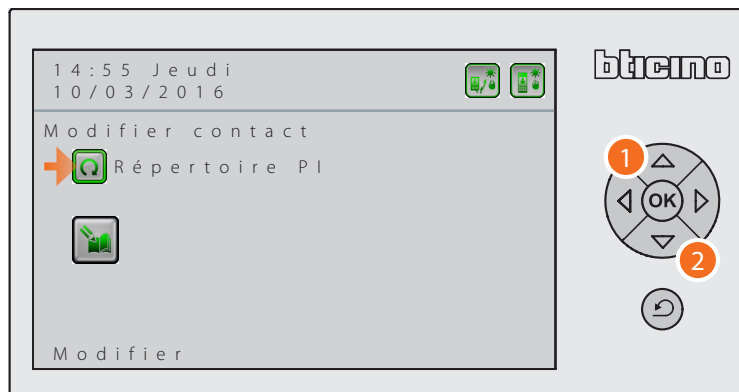 14:55 Jeudi
10/03/2016
bticino
Modifier contact
Répertoire PI
1
OK
2
Modifier